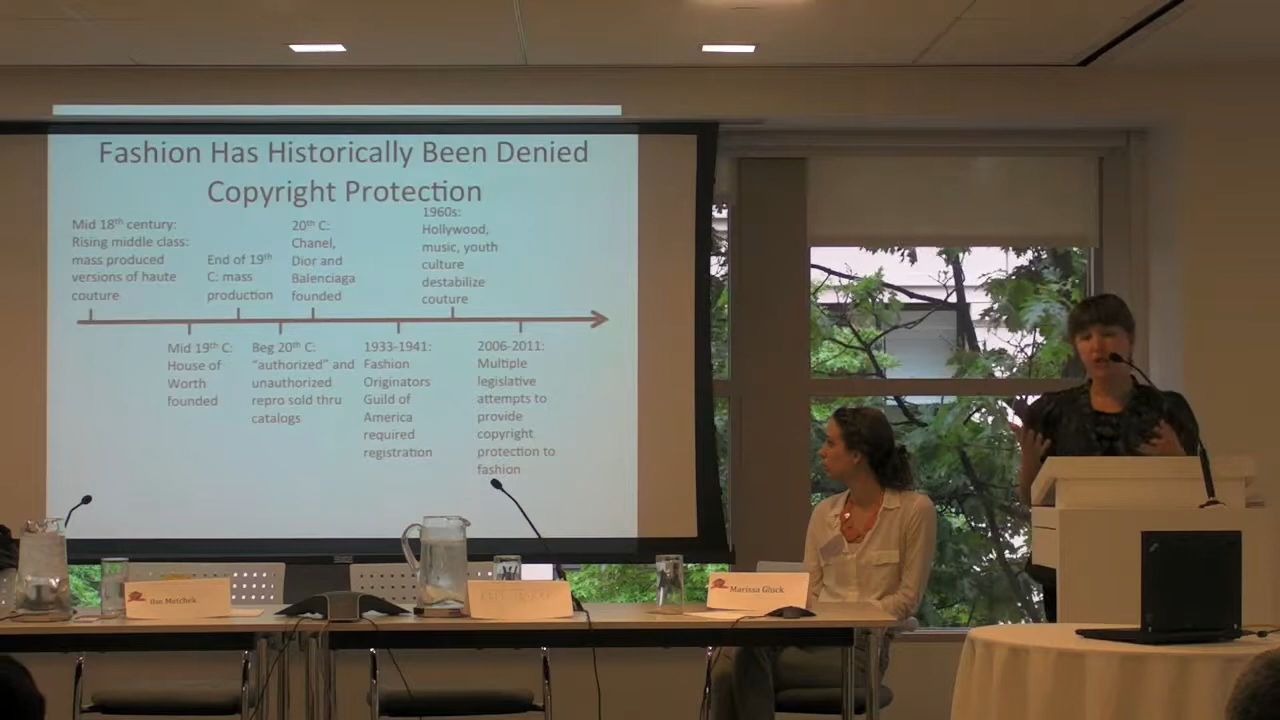 Fashion Has Historically Been Denied
Copyright Protection
Mid 18th century:
Rising middle class:
mass produced
versions of haute
couture
End of 19th
C: mass
production
20th C:
Chanel,
Dior and
Balenciaga
founded
1960s:
Hollywood,
music, youth
culture
destabilize
couture
Mid 19th C:
House of
Worth
founded
Beg 20th C:
"authorized" and
unauthorized
repro sold thru
catalogs
1933-1941:
Fashion
Originators
Guild of
America
required
registration
2006-2011:
Multiple
legislative
attempts to
provide
copyright
protection to
fashion
Ilse Metchek
Marissa Gluck